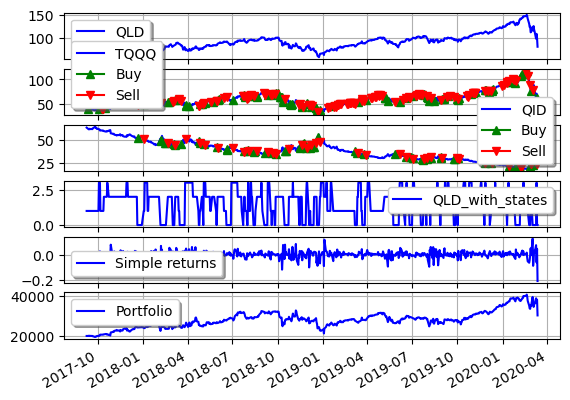 150
QLD
100
TQQQ
Buy
100
Sell
50
QID
Buy
50
Sell
25
2.5
QLD_with_states
0.0
0.0
Simple returns
−0.2
40000
Portfolio
20000
2017-10 2018-01 2018-04 2018-07 2018-10 2019-01 2019-04 2019-07 2019-10 2020-01 2020-04